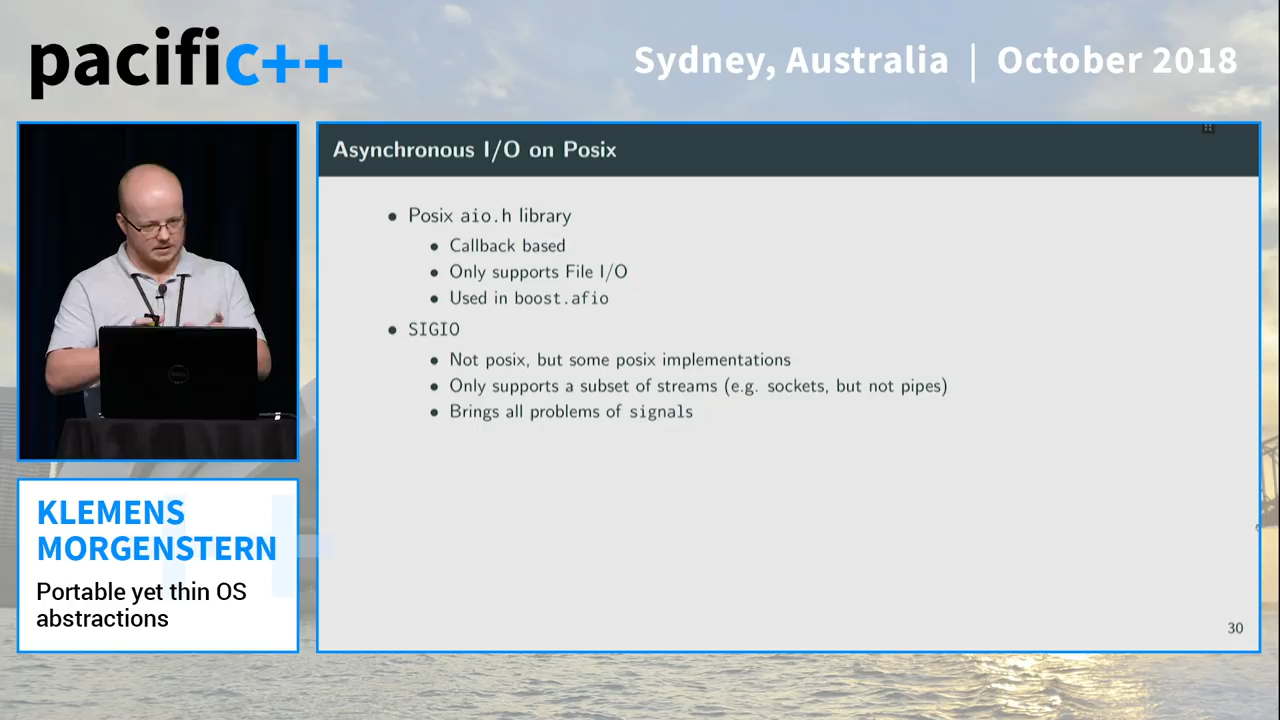 pacific++
Sydney, Australia | October 2018
Asynchronous I/O on Posix
• Posix aio.h library
• Callback based
• Only supports File I/O
• Used in boost.afio
• SIGIO
• Not posix, but some posix implementations
• Only supports a subset of streams (e.g. sockets, but not pipes)
• Brings all problems of signals
30
DELL
KLEMENS
MORGENSTERN
Portable yet thin OS
abstractions